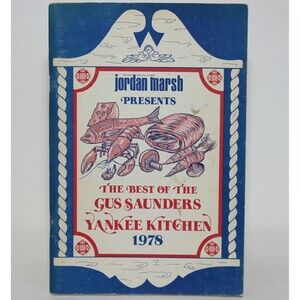 jordan marsh
PRESENTS
THE BEST OF THE
GUS SAUNDERS
YANKEE KITCHEN
1978